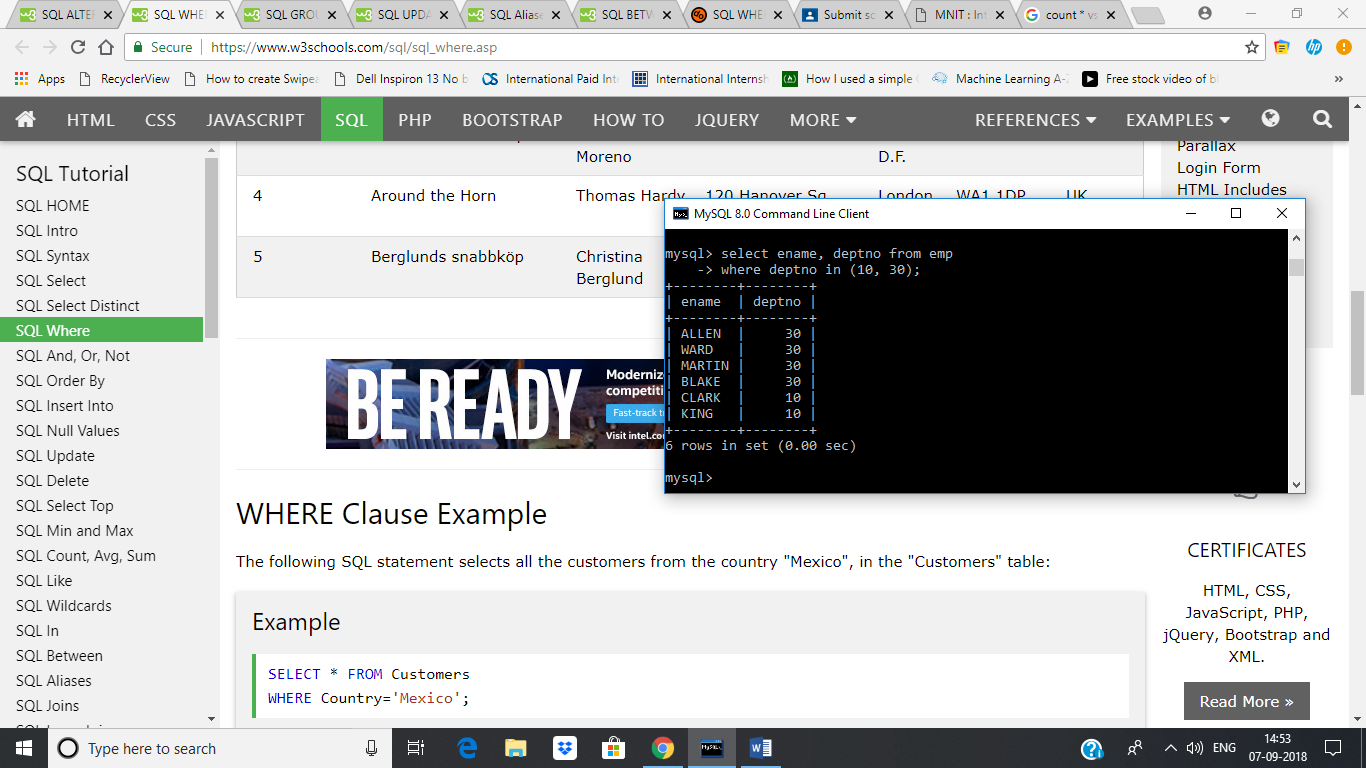 SQL ALTE
SQL WHE
SQL GRO
SQL UPD
SQL Aliase
SQL BETW
SQL WHE
Submit sc
MNIT : In
count * vs
Secure
https://www.w3schools.com/sql/sql_where.asp
Apps
RecyclerView
How to create Swipe
Dell Inspiron 13 No b
International Paid Int
International Internsh
How I used a simple
Machine Learning A-
Free stock video of b
»
HTML CSS JAVASCRIPT SQL PHP BOOTSTRAP HOW TO JQUERY MORE REFERENCES EXAMPLES
SQL Tutorial
SQL HOME
SQL Intro
SQL Syntax
SQL Select
SQL Select Distinct
SQL Where
SQL And, Or, Not
SQL Order By
SQL Insert Into
SQL Null Values
SQL Update
SQL Delete
SQL Select Top
SQL Min and Max
SQL Count, Avg, Sum
SQL Like
SQL Wildcards
SQL In
SQL Between
SQL Aliases
SQL Joins
Moreno D.F.
4 Around the Horn Thomas Hardy 120 Hanover Sq. London WA1 1DP UK
5 Berglunds snabbköp Christina
Berglund
BE READY
Moderniz
competiti
Fast-track t
Visit intel.co
WHERE Clause Example
The following SQL statement selects all the customers from the country "Mexico", in the "Customers" table:
Example
SELECT * FROM Customers
WHERE Country='Mexico';
Parallax
Login Form
HTML Includes
MySQL 8.0 Command Line Client
mysql> select ename, deptno from emp
-> where deptno in (10, 30);
+--------+--------+
| ename | deptno |
+--------+--------+
| ALLEN | 30 |
| WARD | 30 |
| MARTIN | 30 |
| BLAKE | 30 |
| CLARK | 10 |
| KING | 10 |
+--------+--------+
6 rows in set (0.00 sec)
mysql>
CERTIFICATES
HTML, CSS,
JavaScript, PHP,
jQuery, Bootstrap and
XML.
Read More »
Type here to search
ENG
14:53
07-09-2018